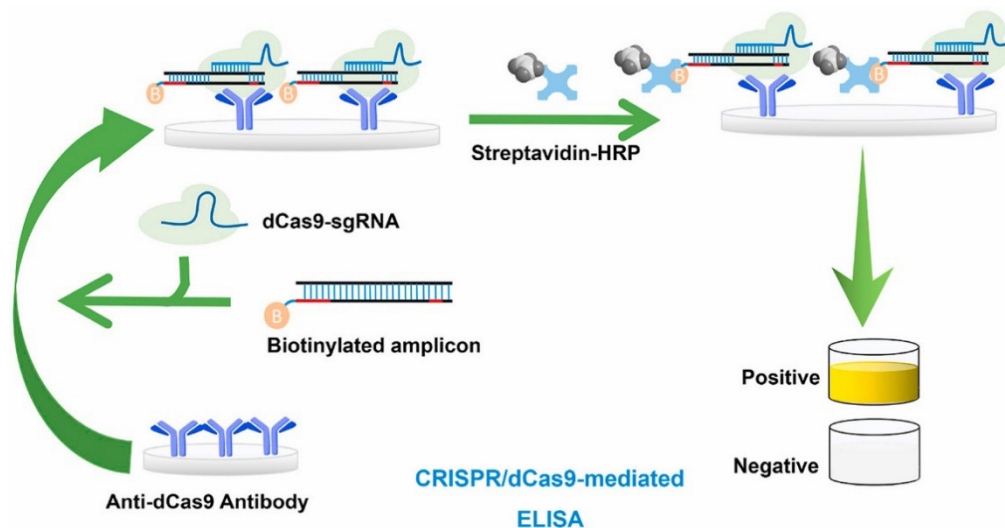 B
B
B
B
Streptavidin-HRP
dCas9-sgRNA
B
Biotinylated amplicon
Anti-dCas9 Antibody
Positive
Negative
CRISPR/dCas9-mediated
ELISA